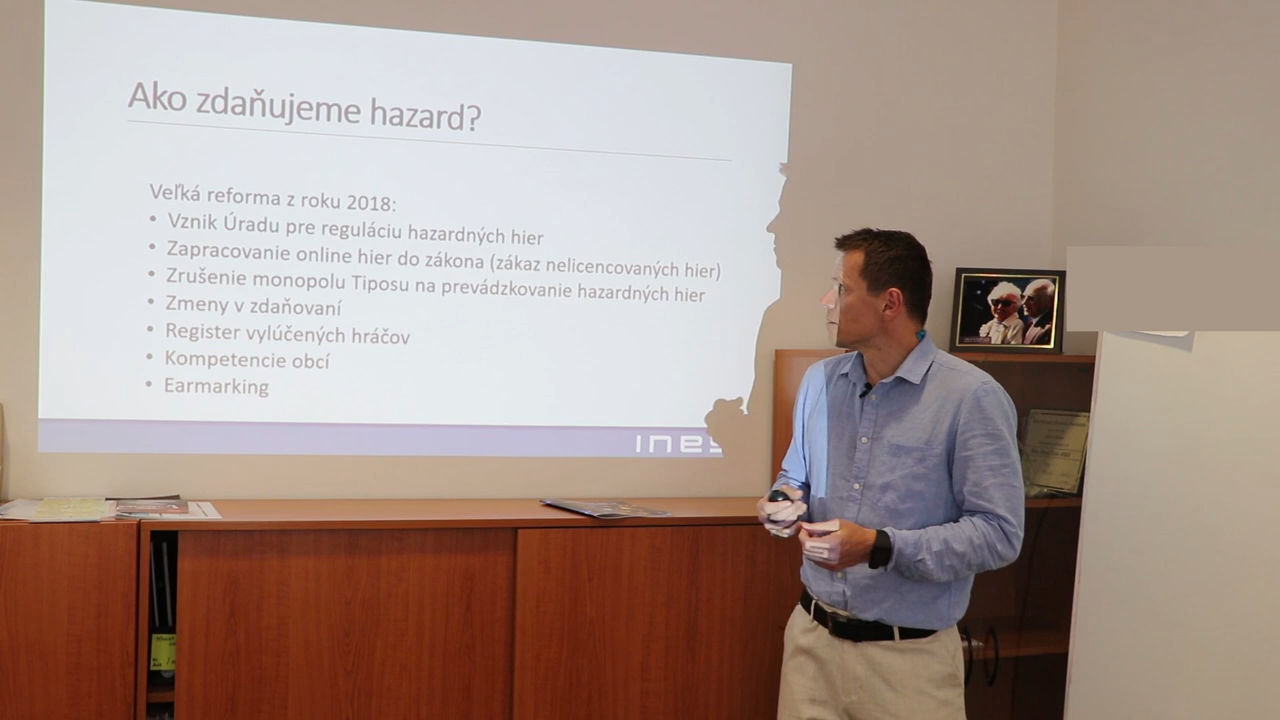 Ako zdaňujeme hazard?
Veľká reforma z roku 2018:
• Vznik Úradu pre reguláciu hazardných hier
• Zapracovanie online hier do zákona (zákaz nelicencovaných hier)
• Zrušenie monopolu Tiposu na prevádzkovanie hazardných hier
• Zmeny v zdaňovaní
• Register vylúčených hráčov
• Kompetencie obcí
• Earmarking
ines